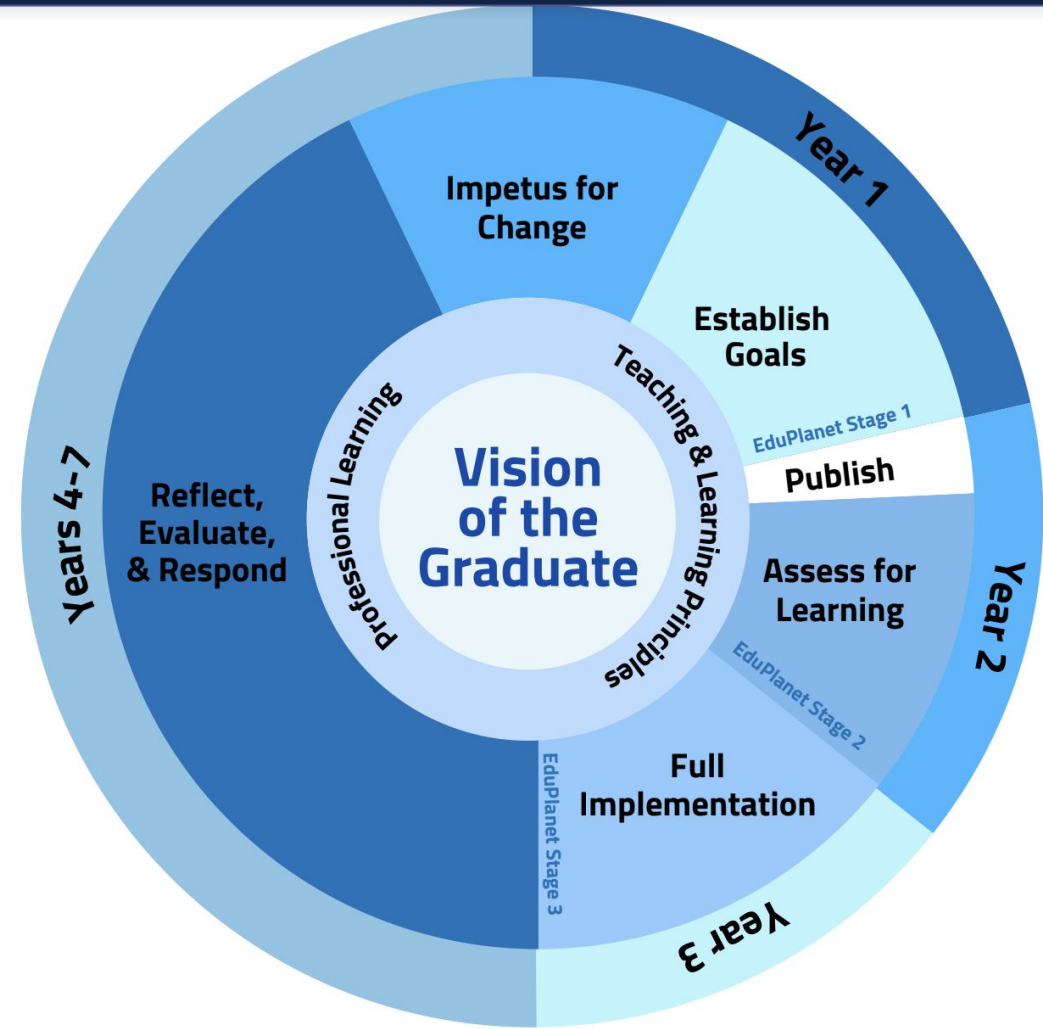 Year 1
Impetus for
Change
Establish
Goals
EduPlanet Stage 1
Publish
Year 2
Assess for
Learning
EduPlanet Stage 2
Full
Implementation
EduPlanet Stage 3
Year 3
Years 4-7
Reflect,
Evaluate,
& Respond
Professional Learning
Teaching & Learning Principles
Vision
of the
Graduate